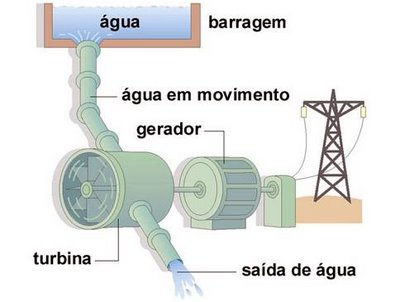 água
barragem
água em movimento
gerador
turbina
saída de água